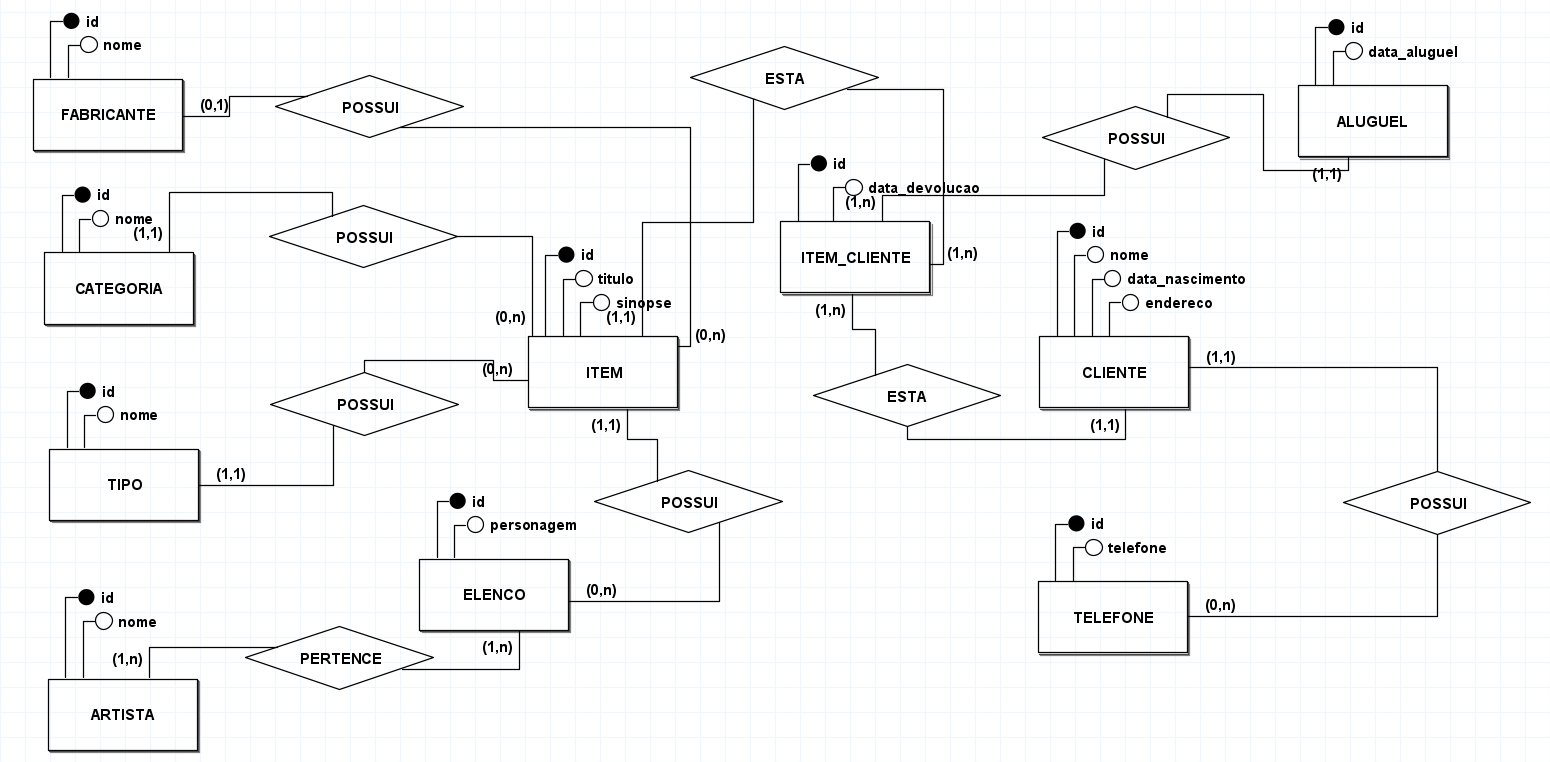 id
nome
FABRICANTE
(0,1)
POSSUI
ESTA
id
data_aluguel
ALUGUEL
(1,1)
POSSUI
id
nome
(1,1)
CATEGORIA
POSSUI
(0,n)
id
titulo
sinopse
(1,1)
ITEM
(0,n)
id
data_devolucao
(1,n)
ITEM_CLIENTE
(1,n)
(1,n)
id
nome
data_nascimento
endereco
CLIENTE
(1,1)
(1,1)
ESTA
id
nome
TIPO
(1,1)
POSSUI
(0,n)
(1,1)
POSSUI
id
personagem
ELENCO
(0,n)
(1,n)
id
nome
(1,n)
ARTISTA
PERTENCE
POSSUI
id
telefone
TELEFONE
(0,n)